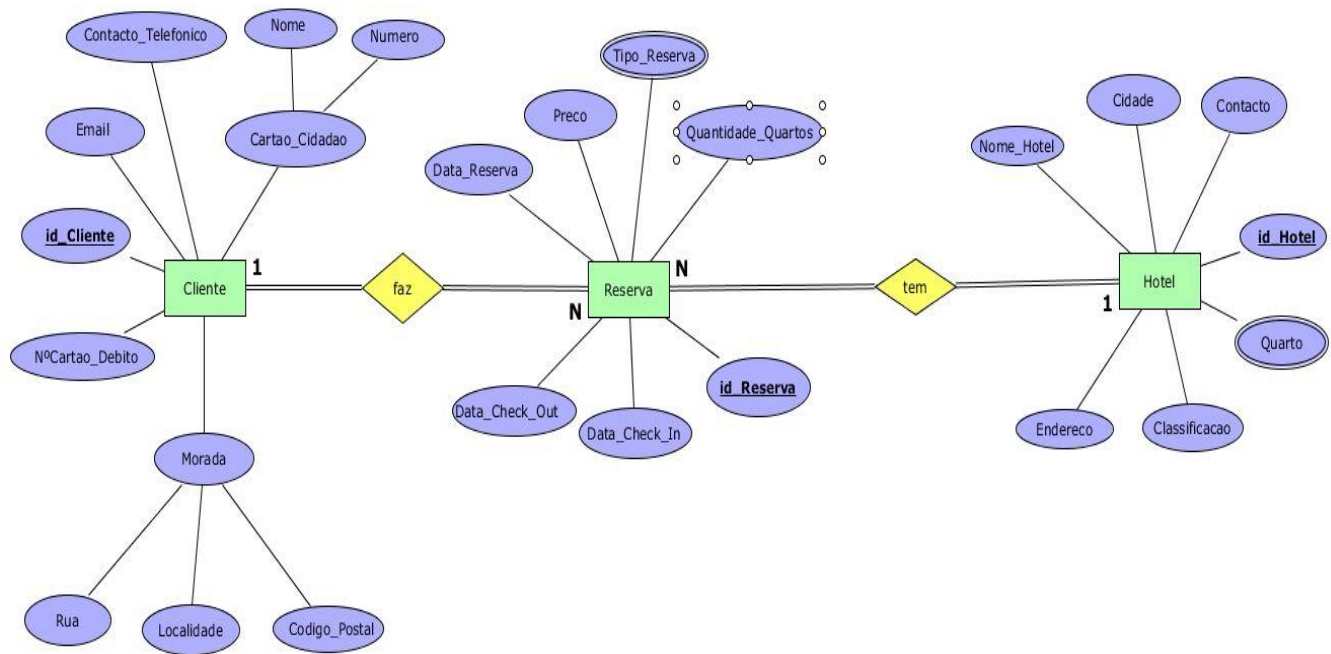 Contacto_Telefonico
Nome
Numero
Email
Cartao_Cidadao
id_Cliente
Cliente
NºCartao_Debito
Morada
Rua
Localidade
Codigo_Postal
1
faz
N
Tipo_Reserva
Preco
Quantidade_Quartos
Data_Reserva
Reserva
N
Data_Check_Out
Data_Check_In
id_Reserva
tem
1
Cidade
Contacto
Nome_Hotel
id_Hotel
Hotel
Quarto
Endereco
Classificacao